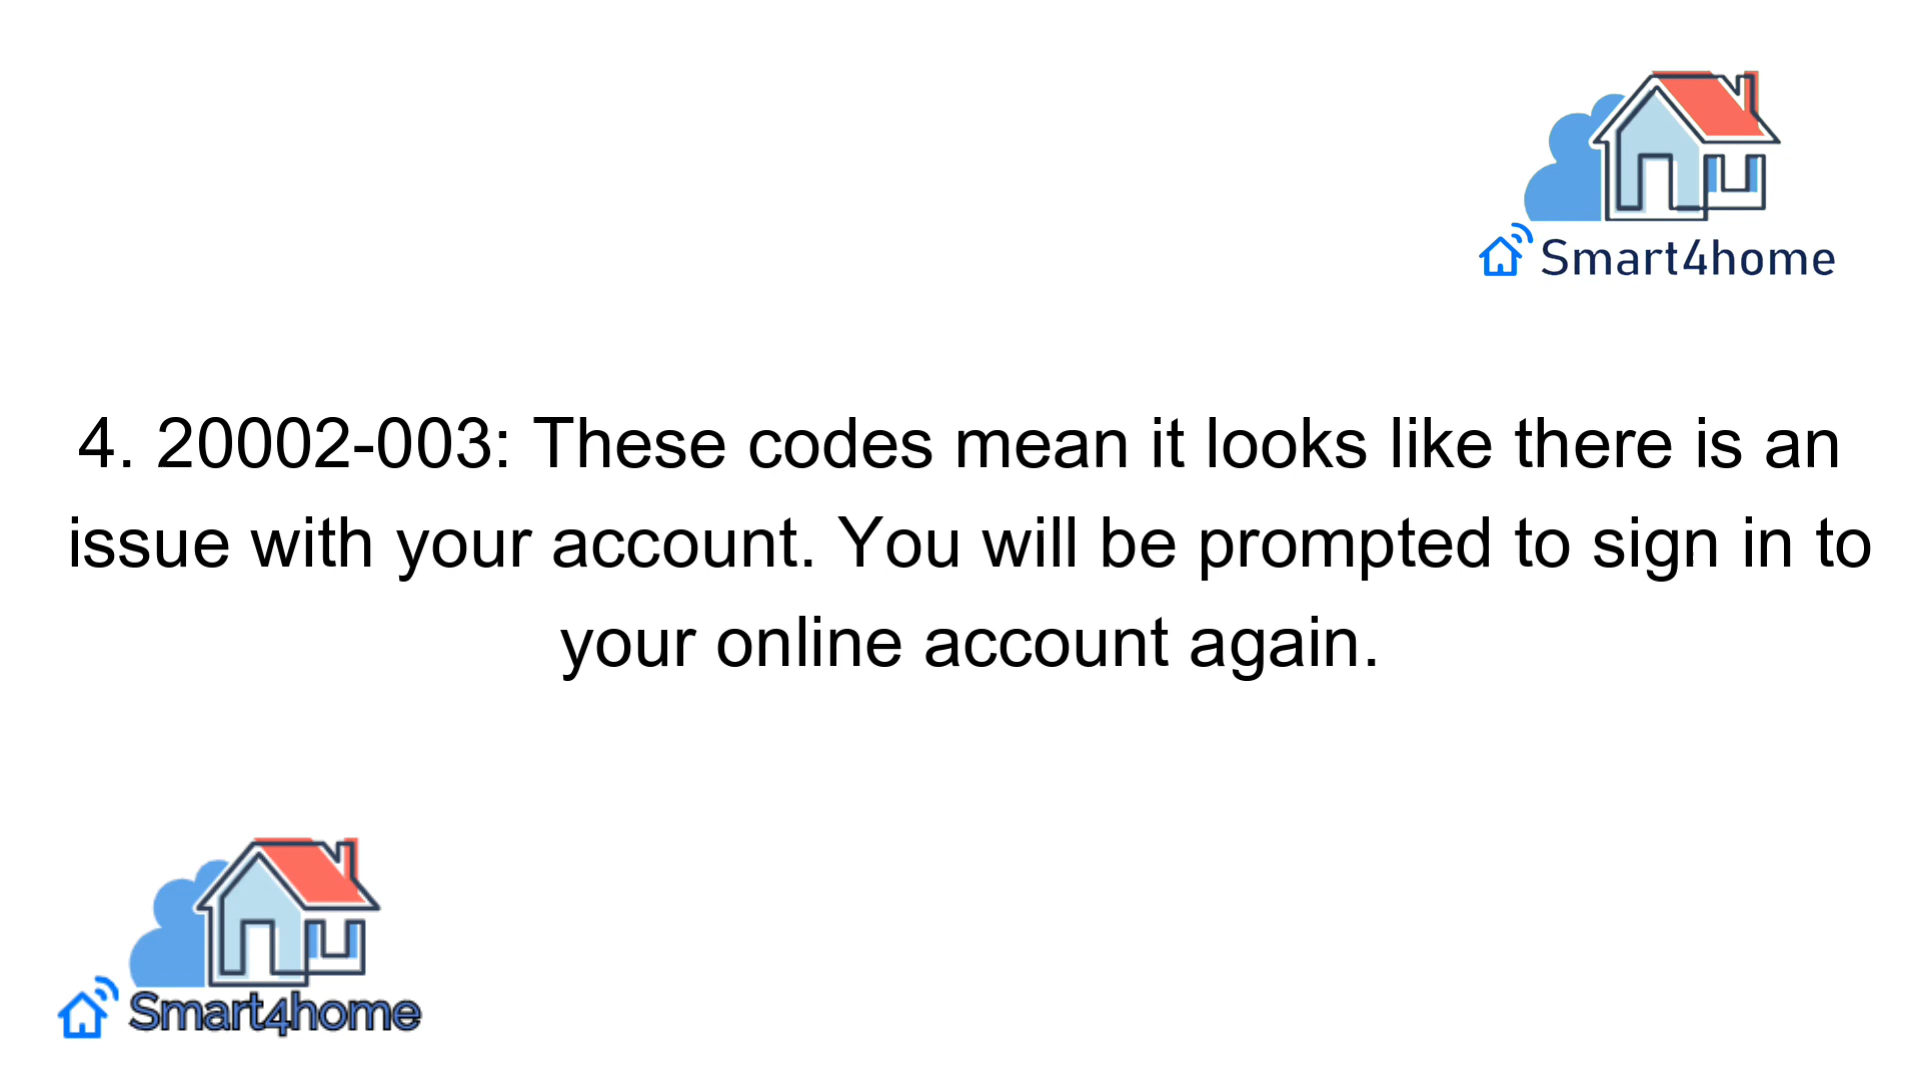 Smart4home
4. 20002-003: These codes mean it looks like there is an
issue with your account. You will be prompted to sign in to
your online account again.
Smart4home